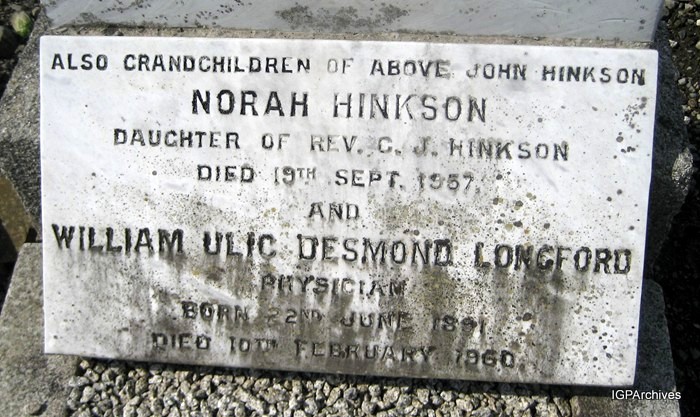 ALSO GRANDCHILDREN OF ABOVE JOHN HINKSON
NORAH HINKSON
DAUGHTER OF REV. C. J. HINKSON
DIED 19TH SEPT. 1957.
AND
WILLIAM ULIC DESMOND LONGFORD
PHYSICIAN
BORN 22ND JUNE 1891
DIED 10TH FEBRUARY 1960.
IGPArchives